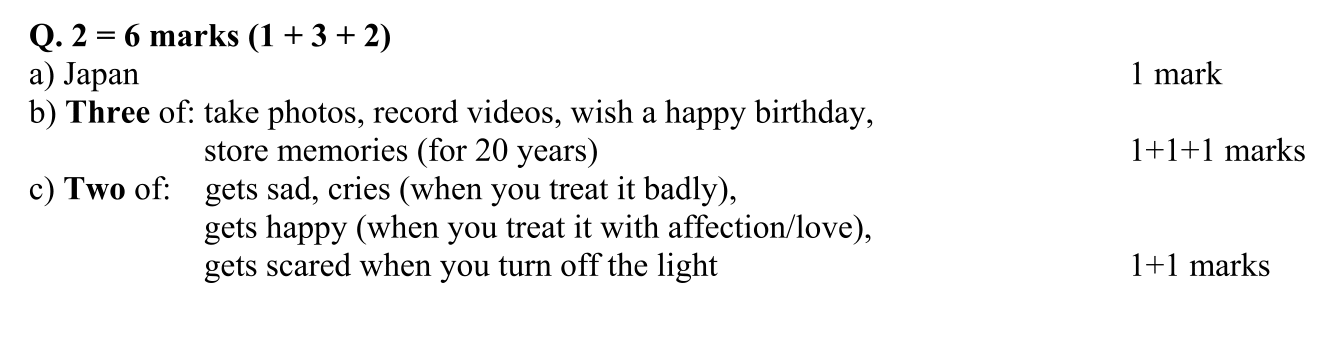 Q. 2 = 6 marks (1 + 3 + 2)
a) Japan 1 mark
b) Three of: take photos, record videos, wish a happy birthday,
store memories (for 20 years) 1+1+1 marks
c) Two of: gets sad, cries (when you treat it badly),
gets happy (when you treat it with affection/love),
gets scared when you turn off the light 1+1 marks